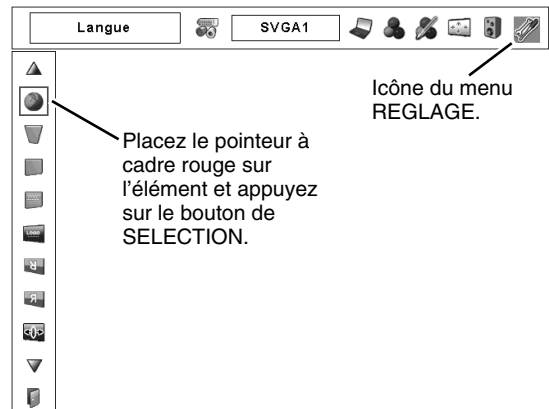 Langue
SVGA1
Icône du menu
REGLAGE.
Placez le pointeur à
cadre rouge sur
l'élément et appuyez
sur le bouton de
SELECTION.
LOGO
R
R